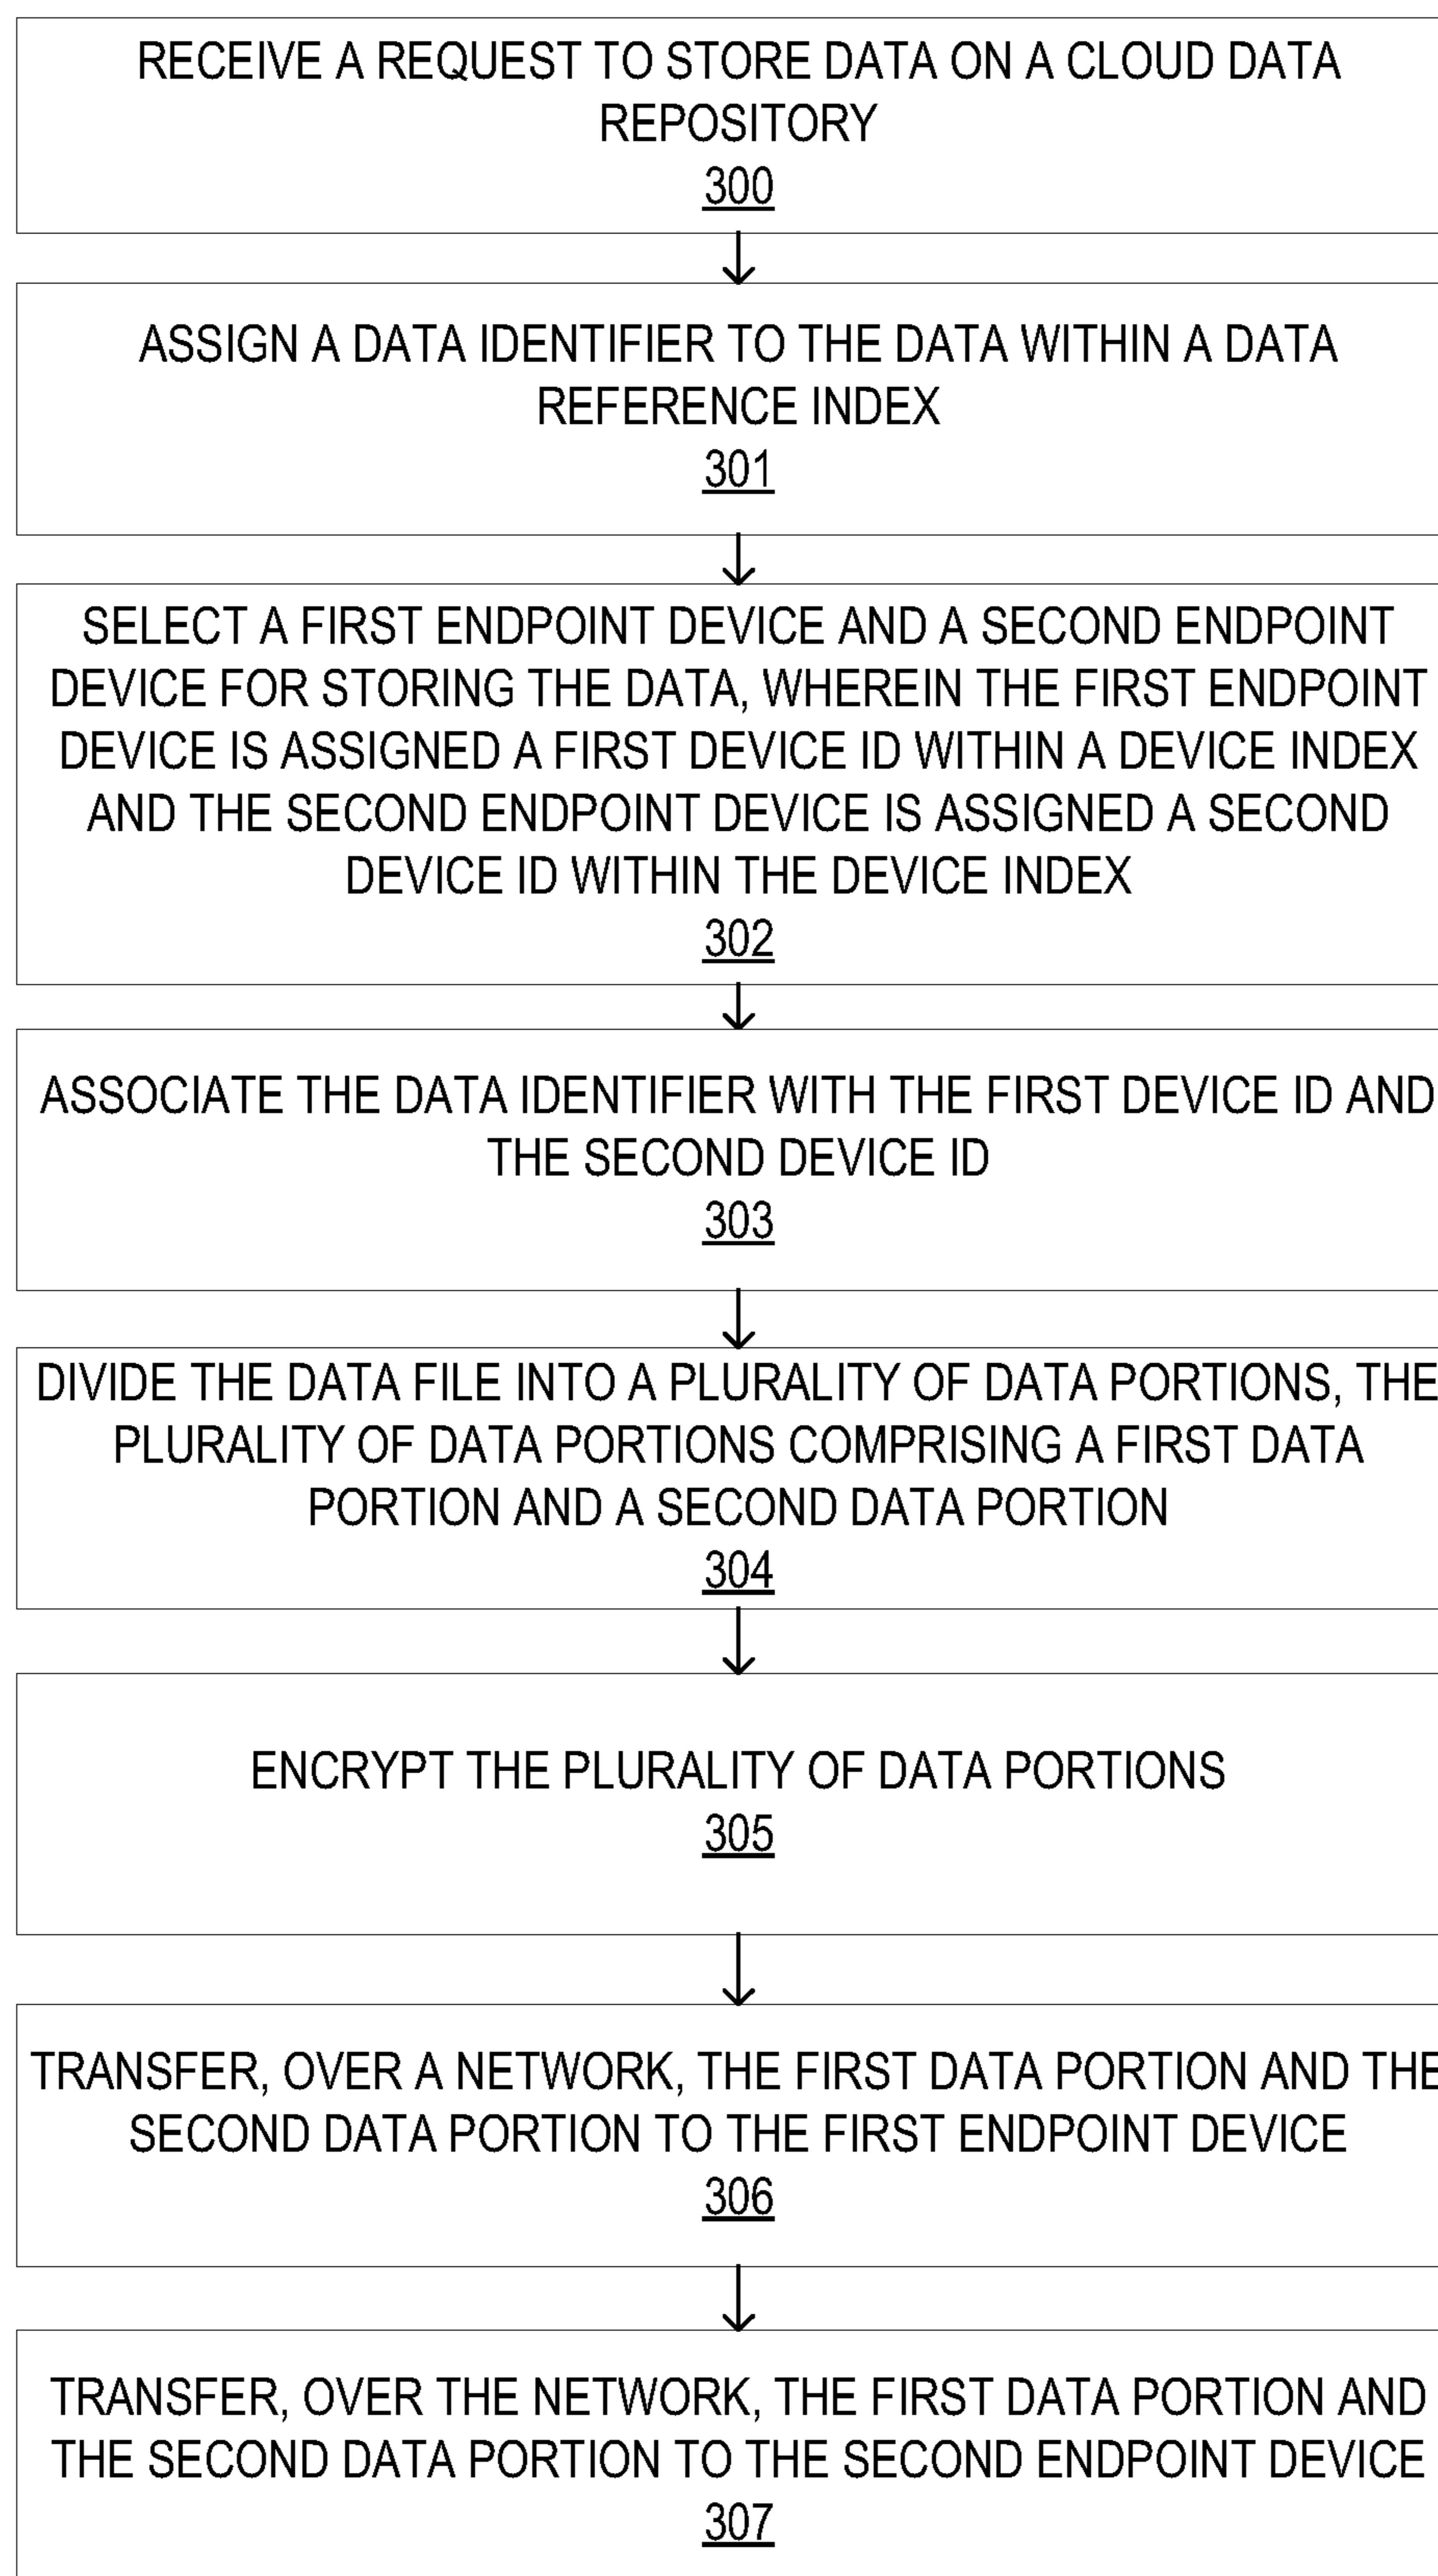 RECEIVE A REQUEST TO STORE DATA ON A CLOUD DATA
REPOSITORY
300
ASSIGN A DATA IDENTIFIER TO THE DATA WITHIN A DATA
REFERENCE INDEX
301
SELECT A FIRST ENDPOINT DEVICE AND A SECOND ENDPOINT
DEVICE FOR STORING THE DATA, WHEREIN THE FIRST ENDPOINT
DEVICE IS ASSIGNED A FIRST DEVICE ID WITHIN A DEVICE INDEX
AND THE SECOND ENDPOINT DEVICE IS ASSIGNED A SECOND
DEVICE ID WITHIN THE DEVICE INDEX
302
ASSOCIATE THE DATA IDENTIFIER WITH THE FIRST DEVICE ID AND
THE SECOND DEVICE ID
303
DIVIDE THE DATA FILE INTO A PLURALITY OF DATA PORTIONS, THE
PLURALITY OF DATA PORTIONS COMPRISING A FIRST DATA
PORTION AND A SECOND DATA PORTION
304
ENCRYPT THE PLURALITY OF DATA PORTIONS
305
TRANSFER, OVER A NETWORK, THE FIRST DATA PORTION AND THE
SECOND DATA PORTION TO THE FIRST ENDPOINT DEVICE
306
TRANSFER, OVER THE NETWORK, THE FIRST DATA PORTION AND
THE SECOND DATA PORTION TO THE SECOND ENDPOINT DEVICE
307